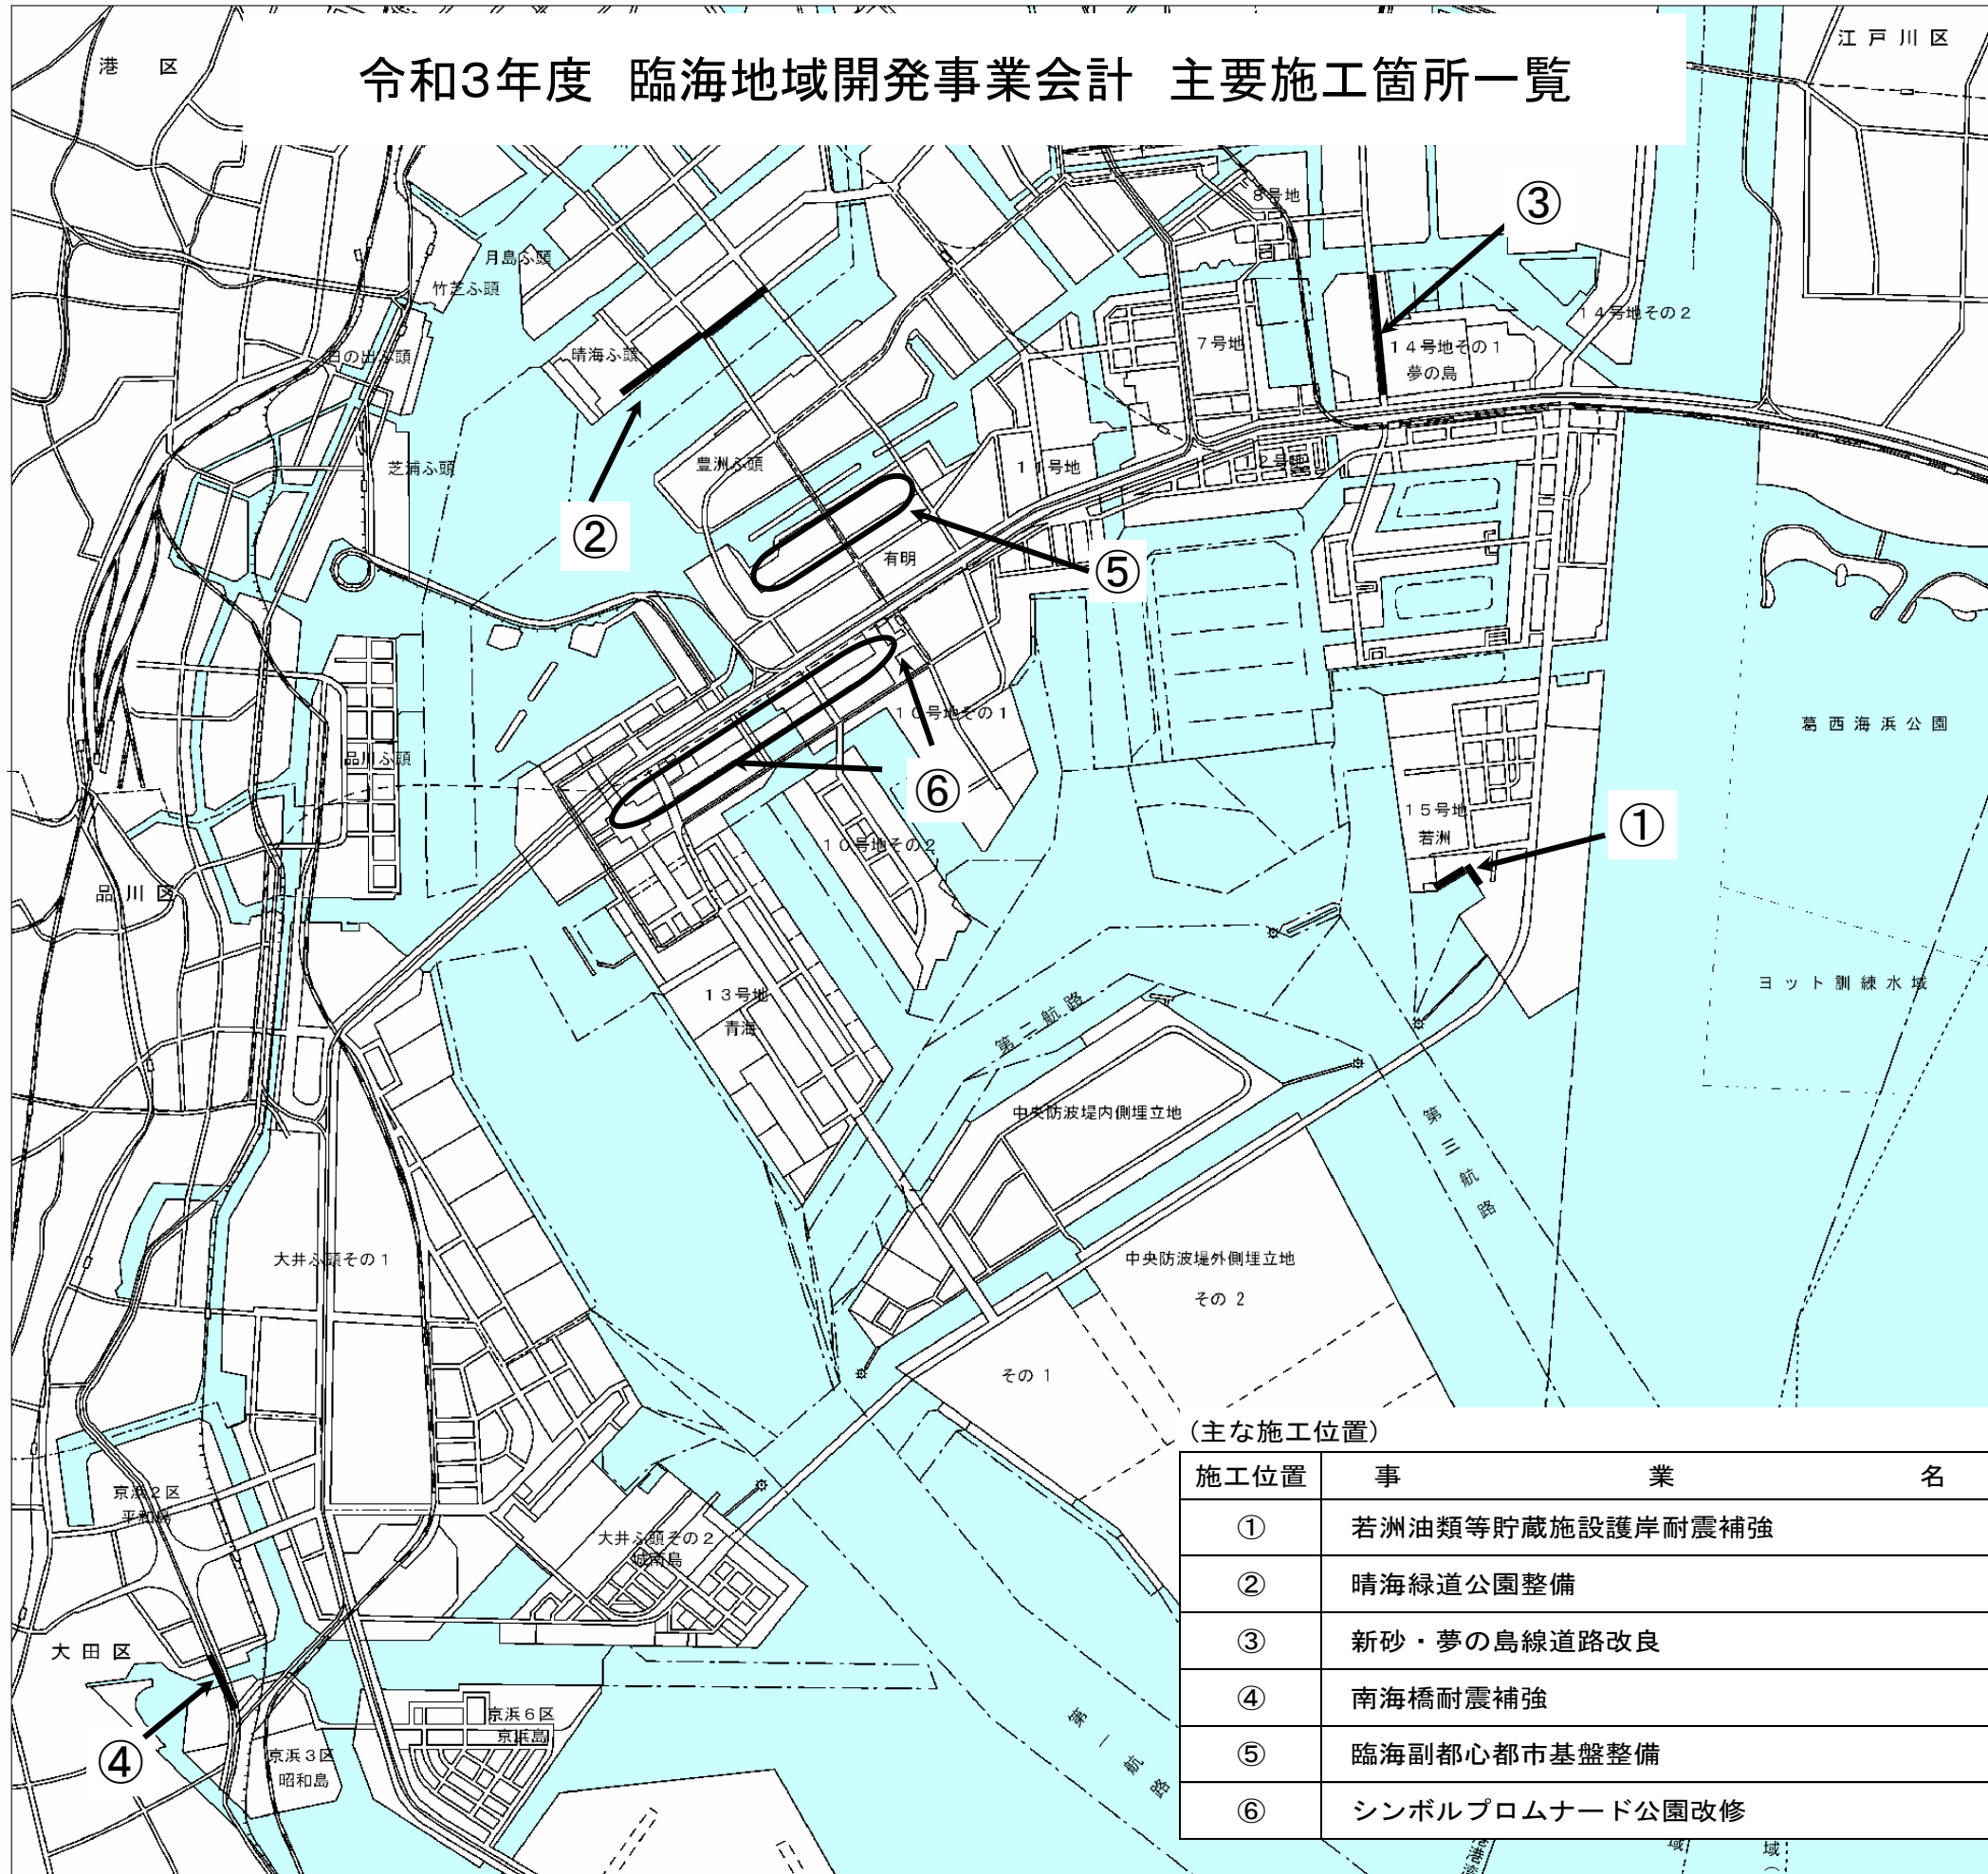 令和3年度 臨海地域開発事業会計 主要施工箇所一覧
港 区
江戸川区
8号地
③
月島ふ頭
竹芝ふ頭
14号地その2
日の出ふ頭
晴海ふ頭
7号地
14号地その1
夢の島
芝浦ふ頭
豊洲ふ頭
11号地
12号地
②
有明
⑤
10号地その1
葛西海浜公園
品川ふ頭
⑥
15号地
若洲
①
10号地その2
品川区
13号地
青海
ヨット訓練水域
第二航路
中央防波堤内側埋立地
第三航路
大井ふ頭その1
中央防波堤外側埋立地
その2
その1
京浜2区
平和島
大井ふ頭その2
城南島
大田区
④
京浜6区
京浜島
京浜3区
昭和島
第一航路
(主な施工位置)
施工位置 事 業 名
① 若洲油類等貯蔵施設護岸耐震補強
② 晴海緑道公園整備
③ 新砂・夢の島線道路改良
④ 南海橋耐震補強
⑤ 臨海副都心都市基盤整備
⑥ シンボルプロムナード公園改修
域
域